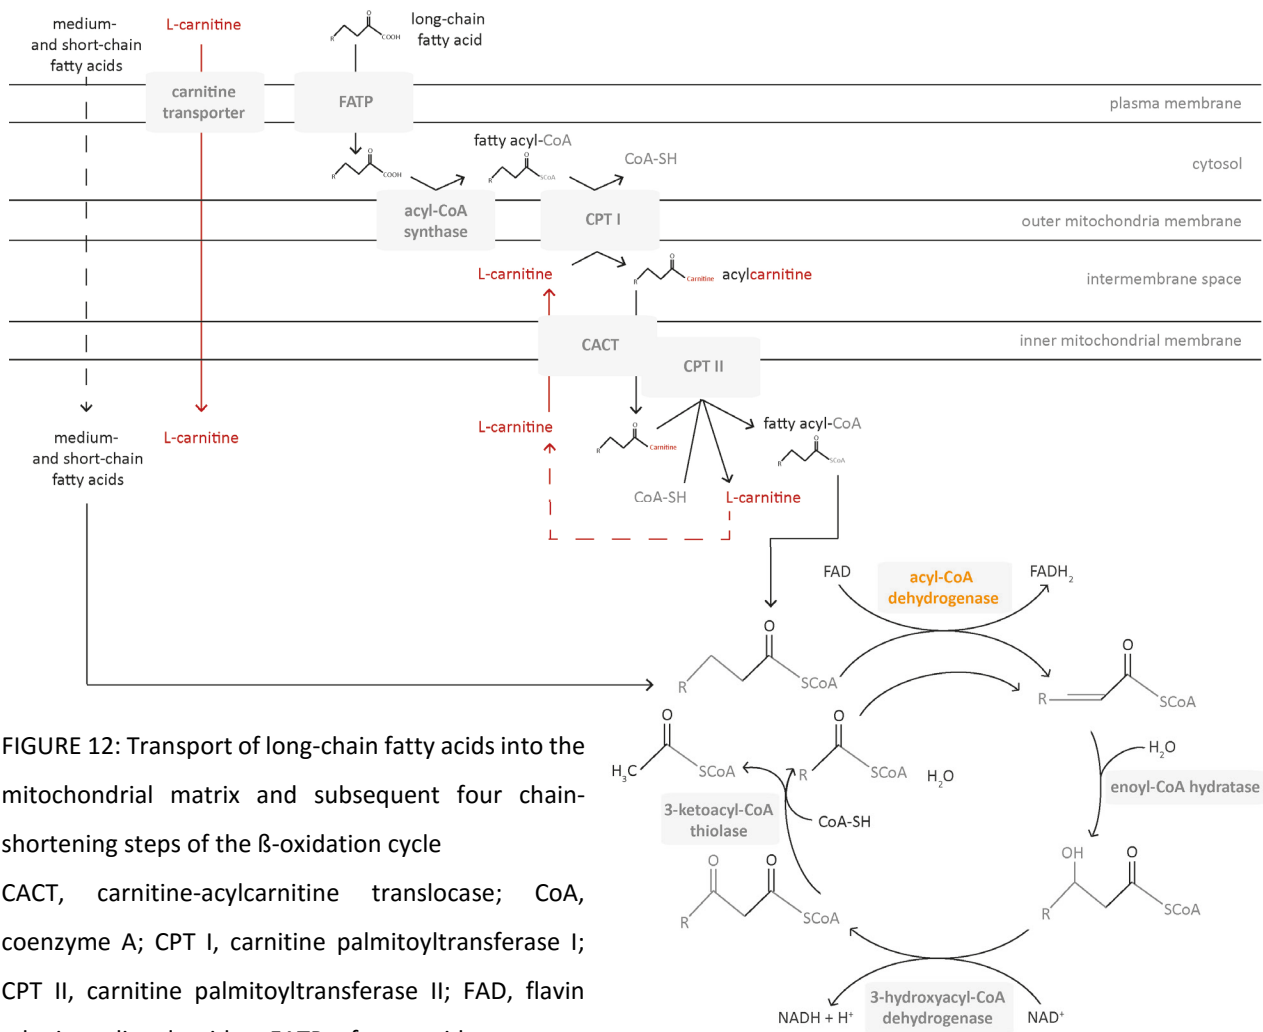 medium-
and short-chain
fatty acids
L-carnitine
COOH
R
O
long-chain
fatty acid
carnitine
transporter
FATP
plasma membrane
fatty acyl-CoA
CoA-SH
cytosol
R
O
COOH
R
O
SCoA
acyl-CoA
synthase
CPT I
outer mitochondria membrane
L-carnitine
R
O
Carnitine
acylcarnitine
intermembrane space
CACT
CPT II
inner mitochondrial membrane
medium-
and short-chain
fatty acids
L-carnitine
L-carnitine
R
O
Carnitine
fatty acyl-CoA
R
O
SCoA
CoA-SH
L-carnitine
FAD
acyl-CoA
dehydrogenase
FADH₂
O
R
SCoA
O
R
SCoA
O
H₃C
SCoA
O
R
SCoA
H₂O
H₂O
enoyl-CoA hydratase
3-ketoacyl-CoA
thiolase
CoA-SH
O
O
R
SCoA
OH
O
R
SCoA
NADH + H⁺
3-hydroxyacyl-CoA
dehydrogenase
NAD⁺
FIGURE 12: Transport of long-chain fatty acids into the
mitochondrial matrix and subsequent four chain-
shortening steps of the ß-oxidation cycle
CACT, carnitine-acylcarnitine translocase; CoA,
coenzyme A; CPT I, carnitine palmitoyltransferase I;
CPT II, carnitine palmitoyltransferase II; FAD, flavin